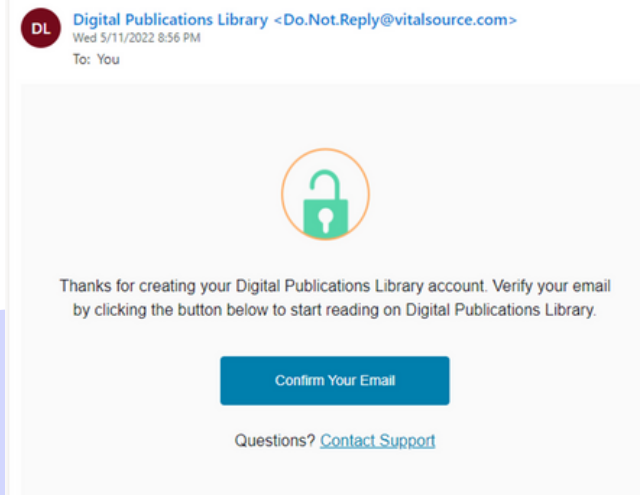 DL
Digital Publications Library <Do.Not.Reply@vitalsource.com>
Wed 5/11/2022 8:56 PM
To: You
Thanks for creating your Digital Publications Library account. Verify your email
by clicking the button below to start reading on Digital Publications Library.
Confirm Your Email
Questions? Contact Support